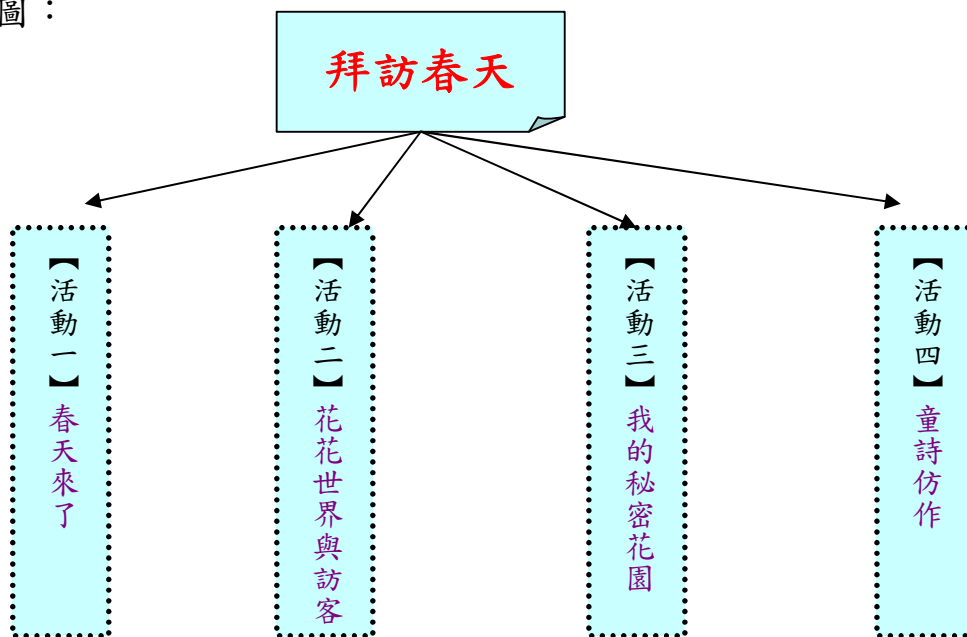 圖：
拜訪春天
【活動一】春天來了
【活動二】花花世界與訪客
【活動三】我的秘密花園
【活動四】童詩仿作